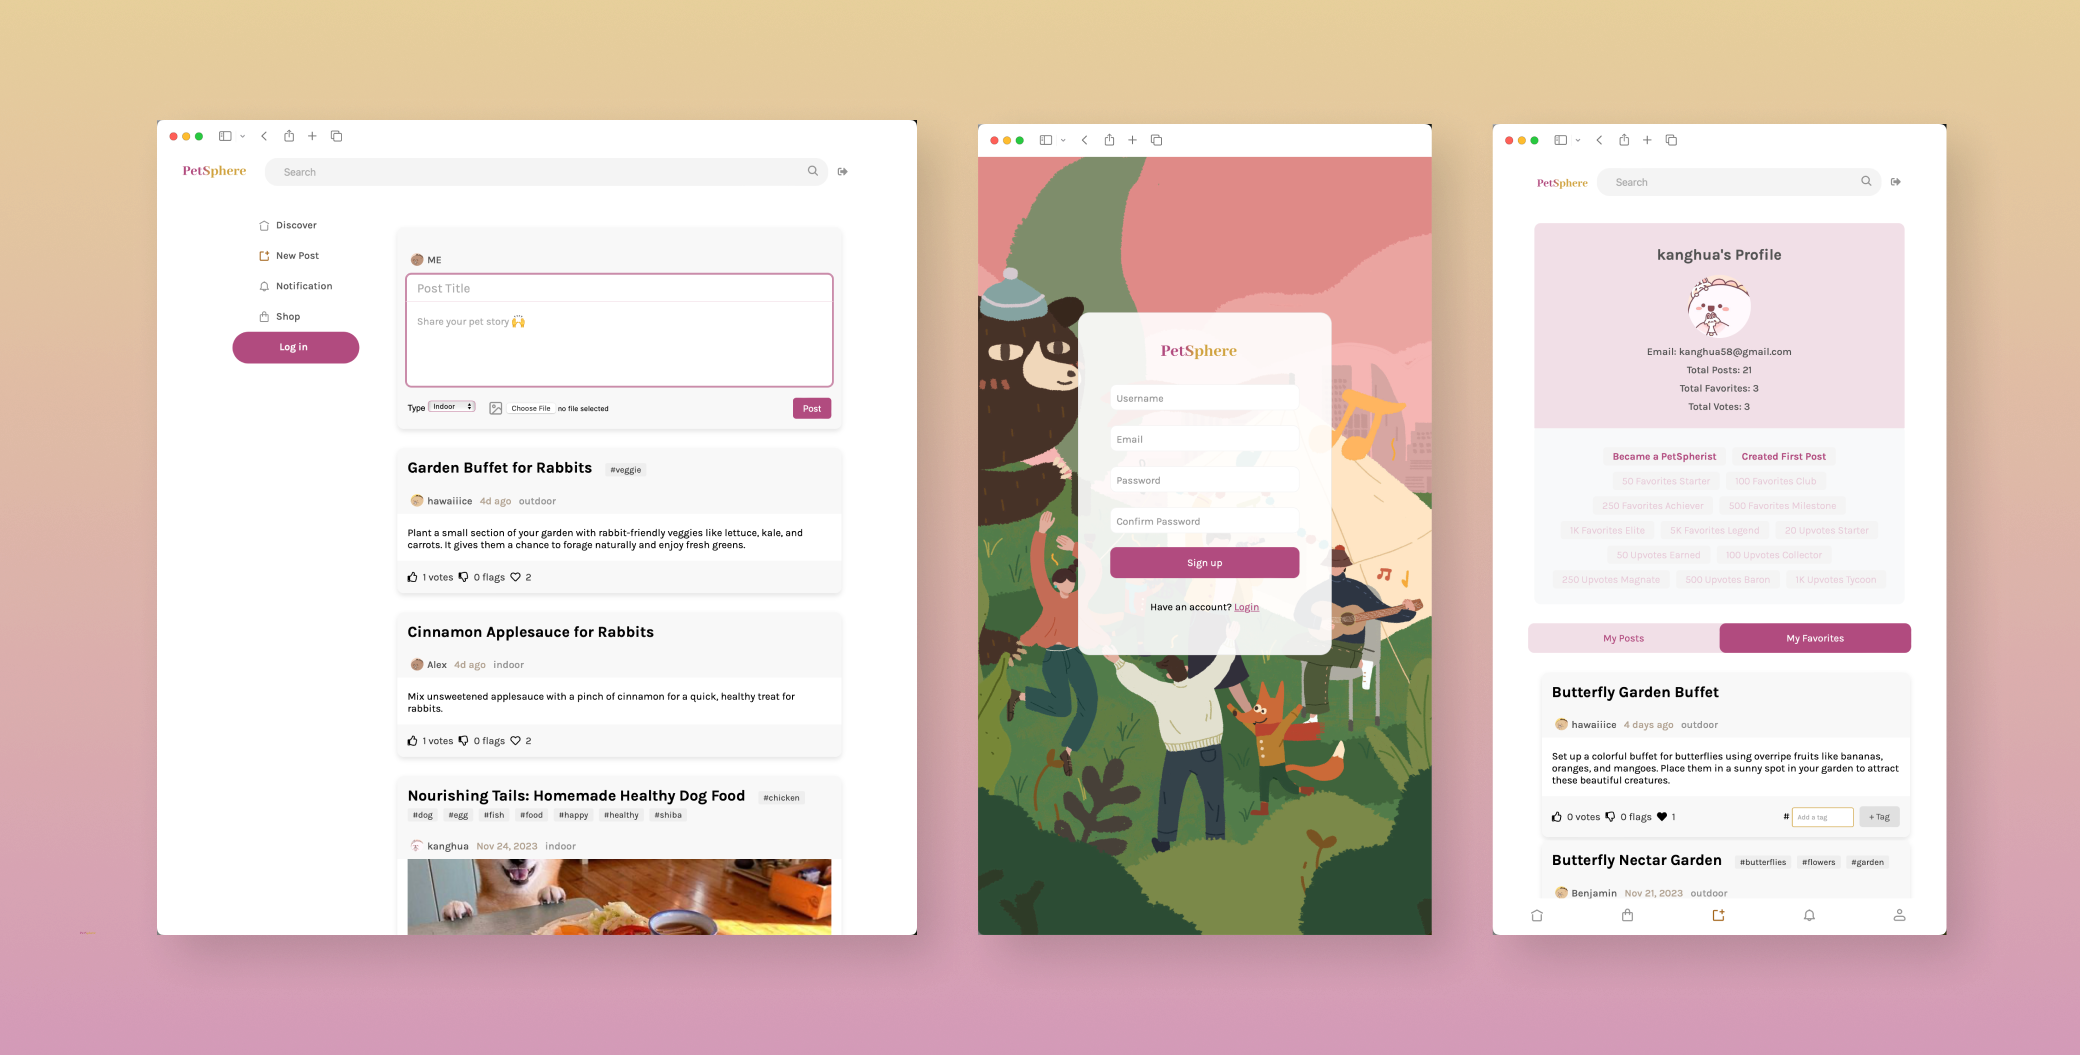 PetSphere
Search
Discover
New Post
Notification
Shop
Log in
ME
Post Title
Share your pet story 🙌
Type Indoor Choose File no file selected Post
Garden Buffet for Rabbits #veggie
hawaiiice 4d ago outdoor
Plant a small section of your garden with rabbit-friendly veggies like lettuce, kale, and
carrots. It gives them a chance to forage naturally and enjoy fresh greens.
1 votes 0 flags 2
Cinnamon Applesauce for Rabbits
Alex 4d ago indoor
Mix unsweetened applesauce with a pinch of cinnamon for a quick, healthy treat for
rabbits.
1 votes 0 flags 2
Nourishing Tails: Homemade Healthy Dog Food #chicken
#dog #egg #fish #food #happy #healthy #shiba
kanghua Nov 24, 2023 indoor
PetSphere
Username
Email
Password
Confirm Password
Sign up
Have an account? Login
PetSphere
Search
kanghua's Profile
Email: kanghua58@gmail.com
Total Posts: 21
Total Favorites: 3
Total Votes: 3
Became a PetSpherist Created First Post
50 Favorites Starter 100 Favorites Club
250 Favorites Achiever 500 Favorites Milestone
1K Favorites Elite 5K Favorites Legend 20 Upvotes Starter
50 Upvotes Earned 100 Upvotes Collector
250 Upvotes Magnate 500 Upvotes Baron 1K Upvotes Tycoon
My Posts My Favorites
Butterfly Garden Buffet
hawaiiice 4 days ago outdoor
Set up a colorful buffet for butterflies using overripe fruits like bananas,
oranges, and mangoes. Place them in a sunny spot in your garden to attract
these beautiful creatures.
0 votes 0 flags 1 # Add a tag + Tag
Butterfly Nectar Garden #butterflies #flowers #garden
Benjamin Nov 21, 2023 outdoor